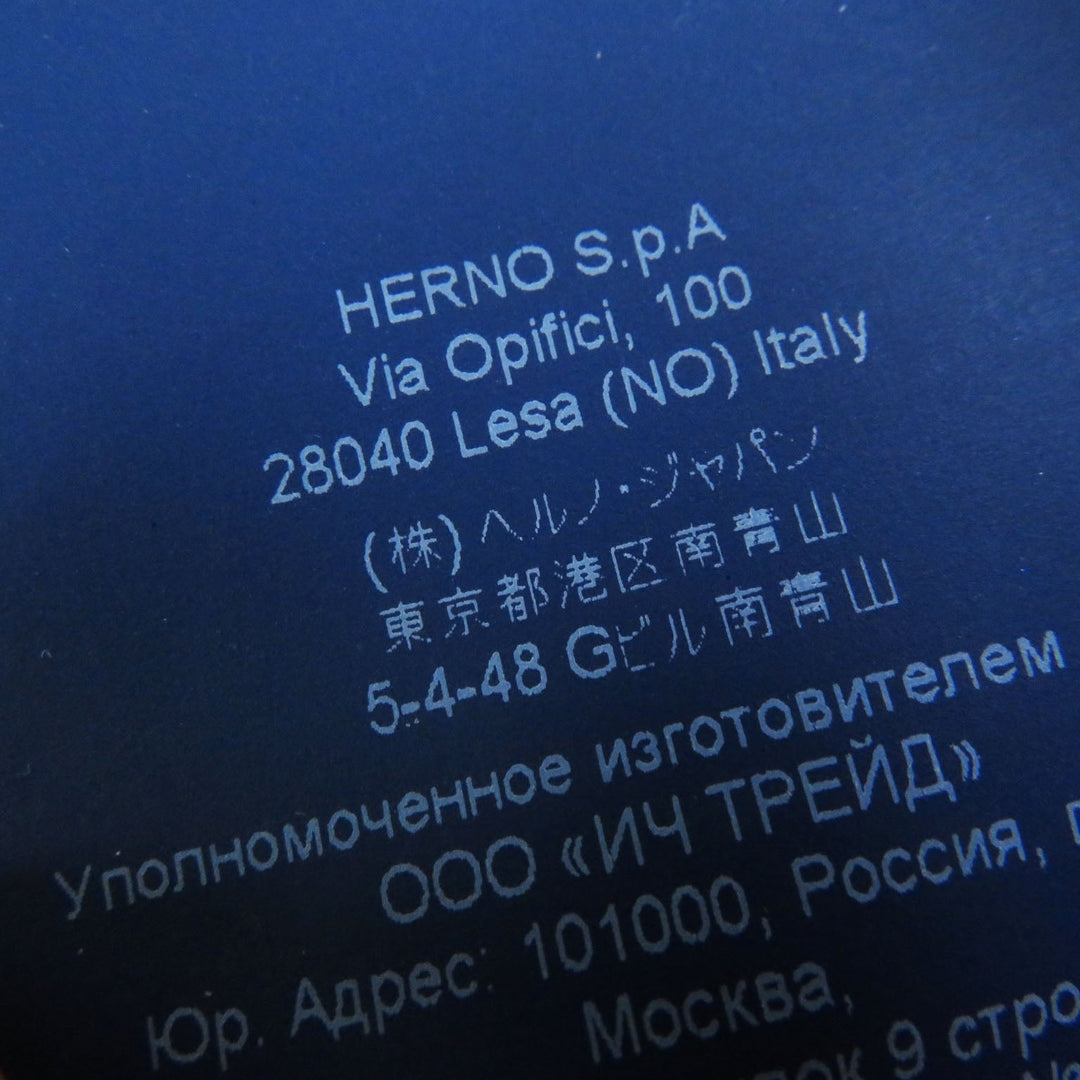 HERNO S.p.A
Via Opifici, 100
28040 Lesa (NO) Italy
(株)ヘルノ・ジャパン
東京都港区南青山
5-4-48 Gビル南青山
Уполномоченное изготовителем
ООО «ИЧ ТРЕЙД»
Юр. Адрес: 101000, Россия,
Москва,
9